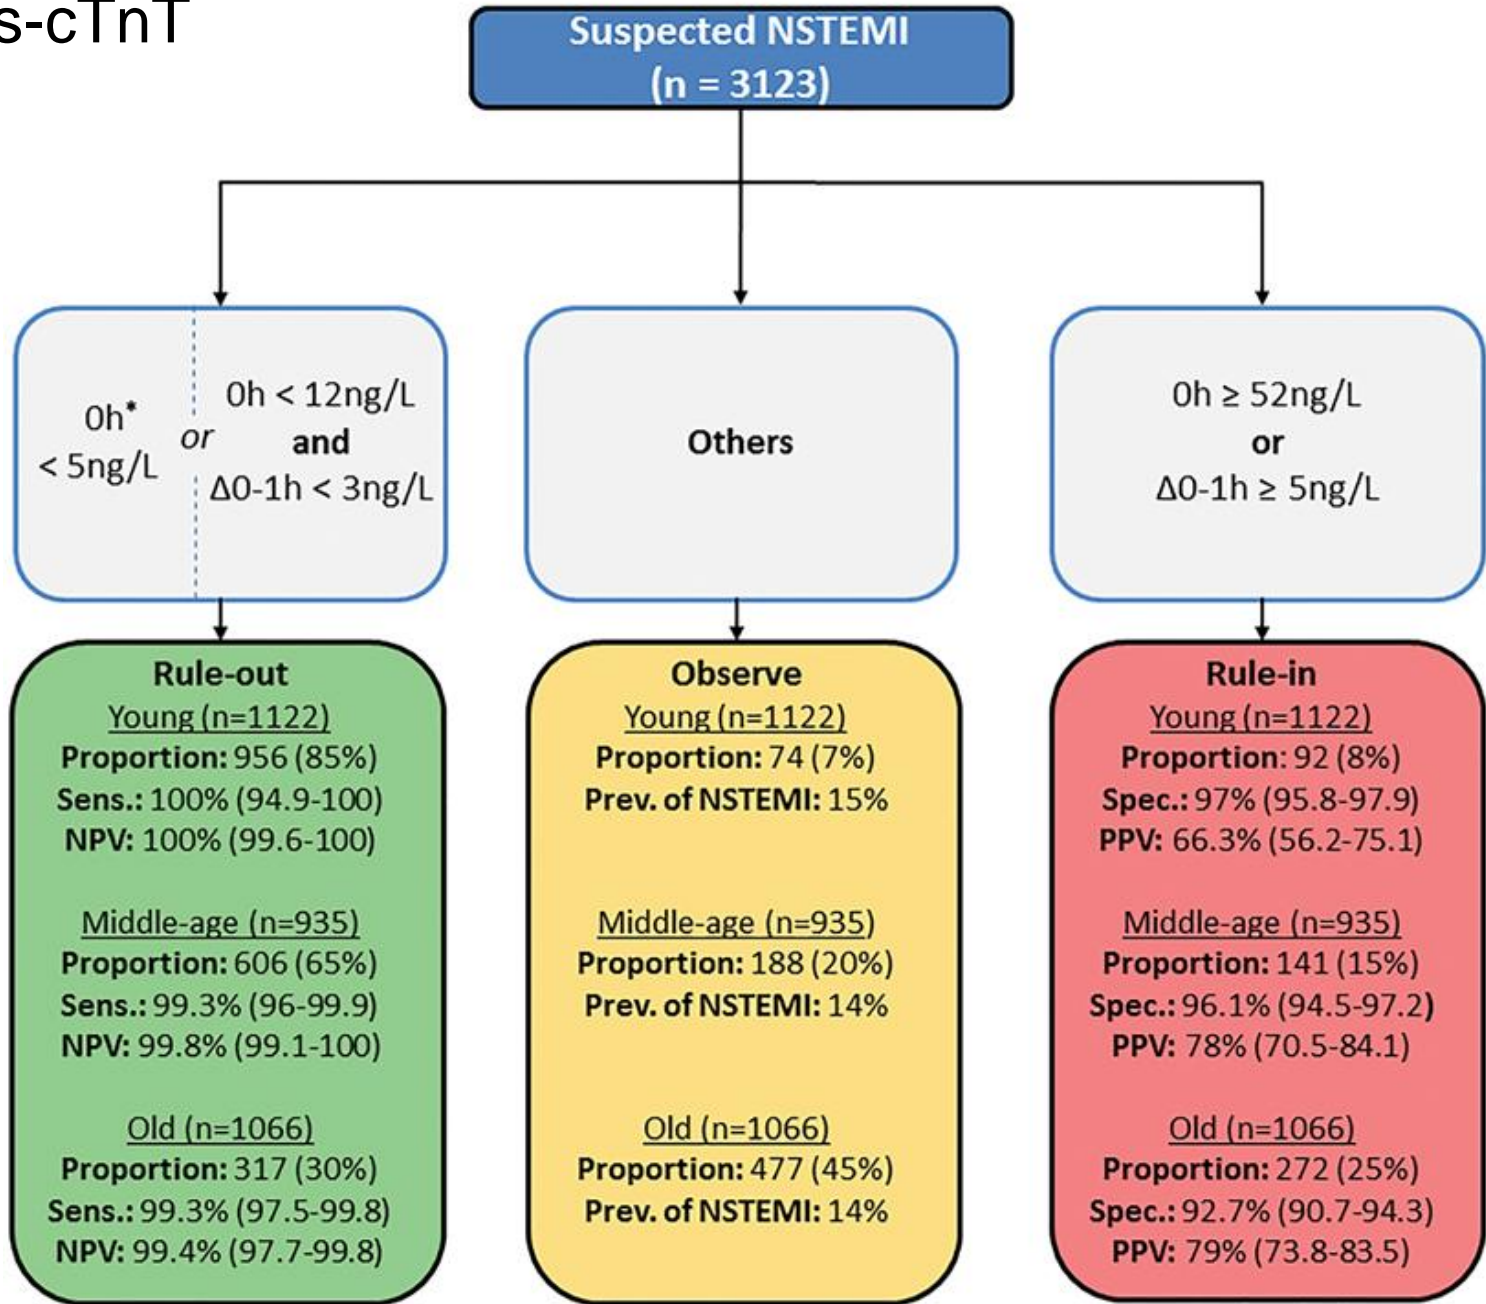 s-cTnT
Suspected NSTEMI
(n = 3123)
0h*
< 5ng/L
or
0h < 12ng/L
and
Δ0-1h < 3ng/L
Others
0h ≥ 52ng/L
or
Δ0-1h ≥ 5ng/L
Rule-out
Young (n=1122)
Proportion: 956 (85%)
Sens.: 100% (94.9-100)
NPV: 100% (99.6-100)
Middle-age (n=935)
Proportion: 606 (65%)
Sens.: 99.3% (96-99.9)
NPV: 99.8% (99.1-100)
Old (n=1066)
Proportion: 317 (30%)
Sens.: 99.3% (97.5-99.8)
NPV: 99.4% (97.7-99.8)
Observe
Young (n=1122)
Proportion: 74 (7%)
Prev. of NSTEMI: 15%
Middle-age (n=935)
Proportion: 188 (20%)
Prev. of NSTEMI: 14%
Old (n=1066)
Proportion: 477 (45%)
Prev. of NSTEMI: 14%
Rule-in
Young (n=1122)
Proportion: 92 (8%)
Spec.: 97% (95.8-97.9)
PPV: 66.3% (56.2-75.1)
Middle-age (n=935)
Proportion: 141 (15%)
Spec.: 96.1% (94.5-97.2)
PPV: 78% (70.5-84.1)
Old (n=1066)
Proportion: 272 (25%)
Spec.: 92.7% (90.7-94.3)
PPV: 79% (73.8-83.5)